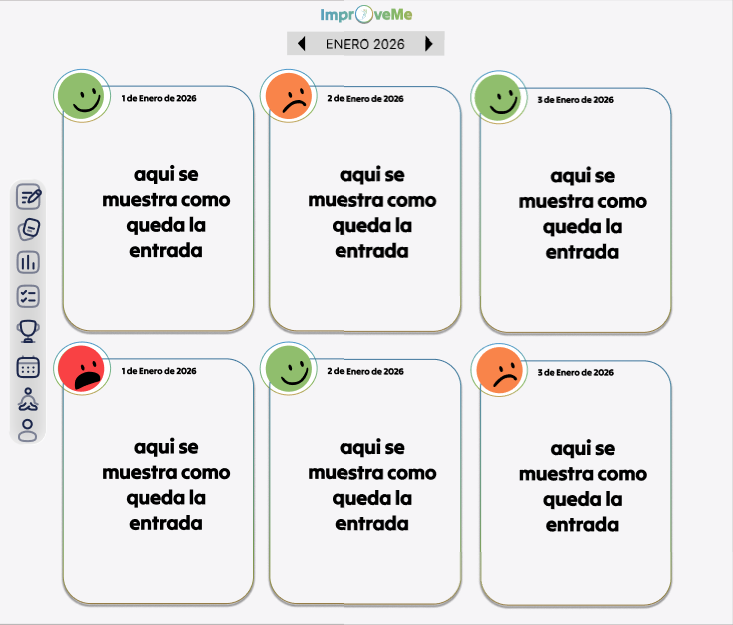 ImproveMe
ENERO 2026
1 de Enero de 2026
2 de Enero de 2026
3 de Enero de 2026
aqui se
muestra como
queda la
entrada
aqui se
muestra como
queda la
entrada
aqui se
muestra como
queda la
entrada
1 de Enero de 2026
2 de Enero de 2026
3 de Enero de 2026
aqui se
muestra como
queda la
entrada
aqui se
muestra como
queda la
entrada
aqui se
muestra como
queda la
entrada